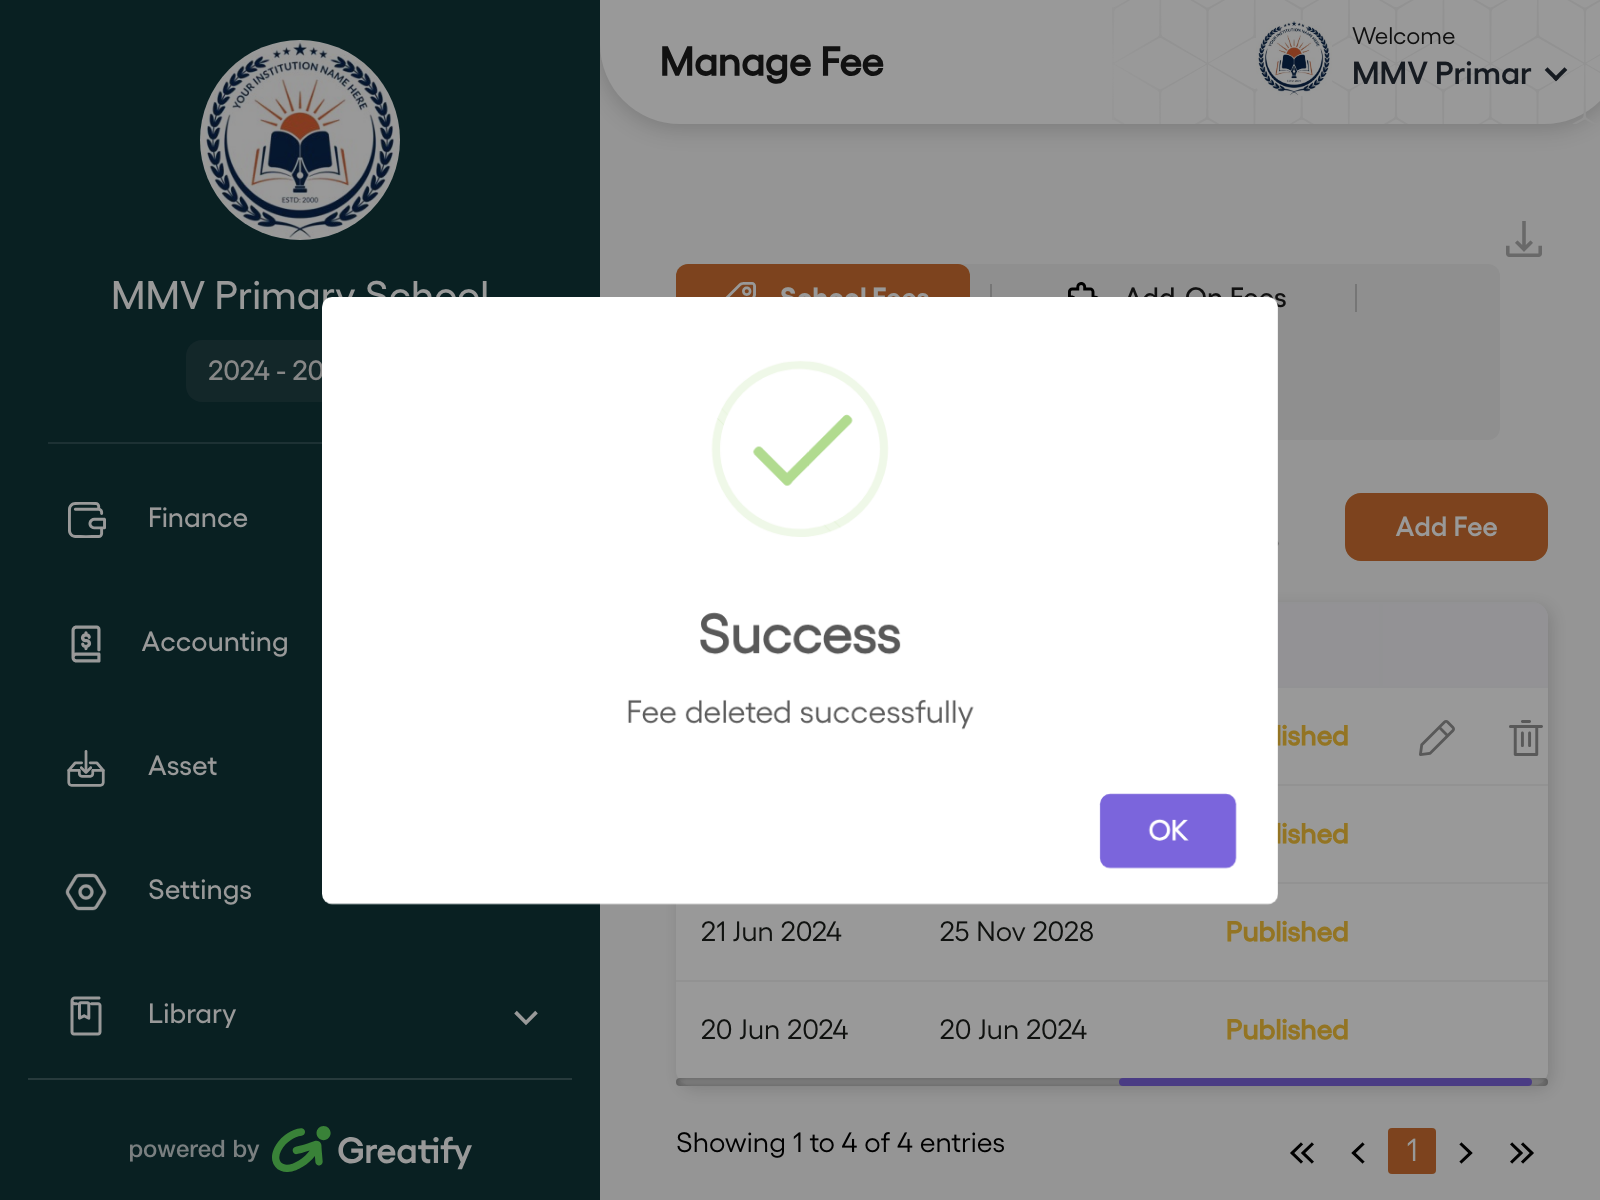 YOUR INSTITUTION NAME HERE
ESTD: 2000
MMV Primary School
2024 - 20
Finance
Accounting
Asset
Settings
Library
powered by Greatify
Manage Fee
Welcome
MMV Primar
School Fees
Add-On Fees
Add Fee
Success
Fee deleted successfully
OK
lished
lished
21 Jun 2024 25 Nov 2028 Published
20 Jun 2024 20 Jun 2024 Published
Showing 1 to 4 of 4 entries
« ‹ 1 › »